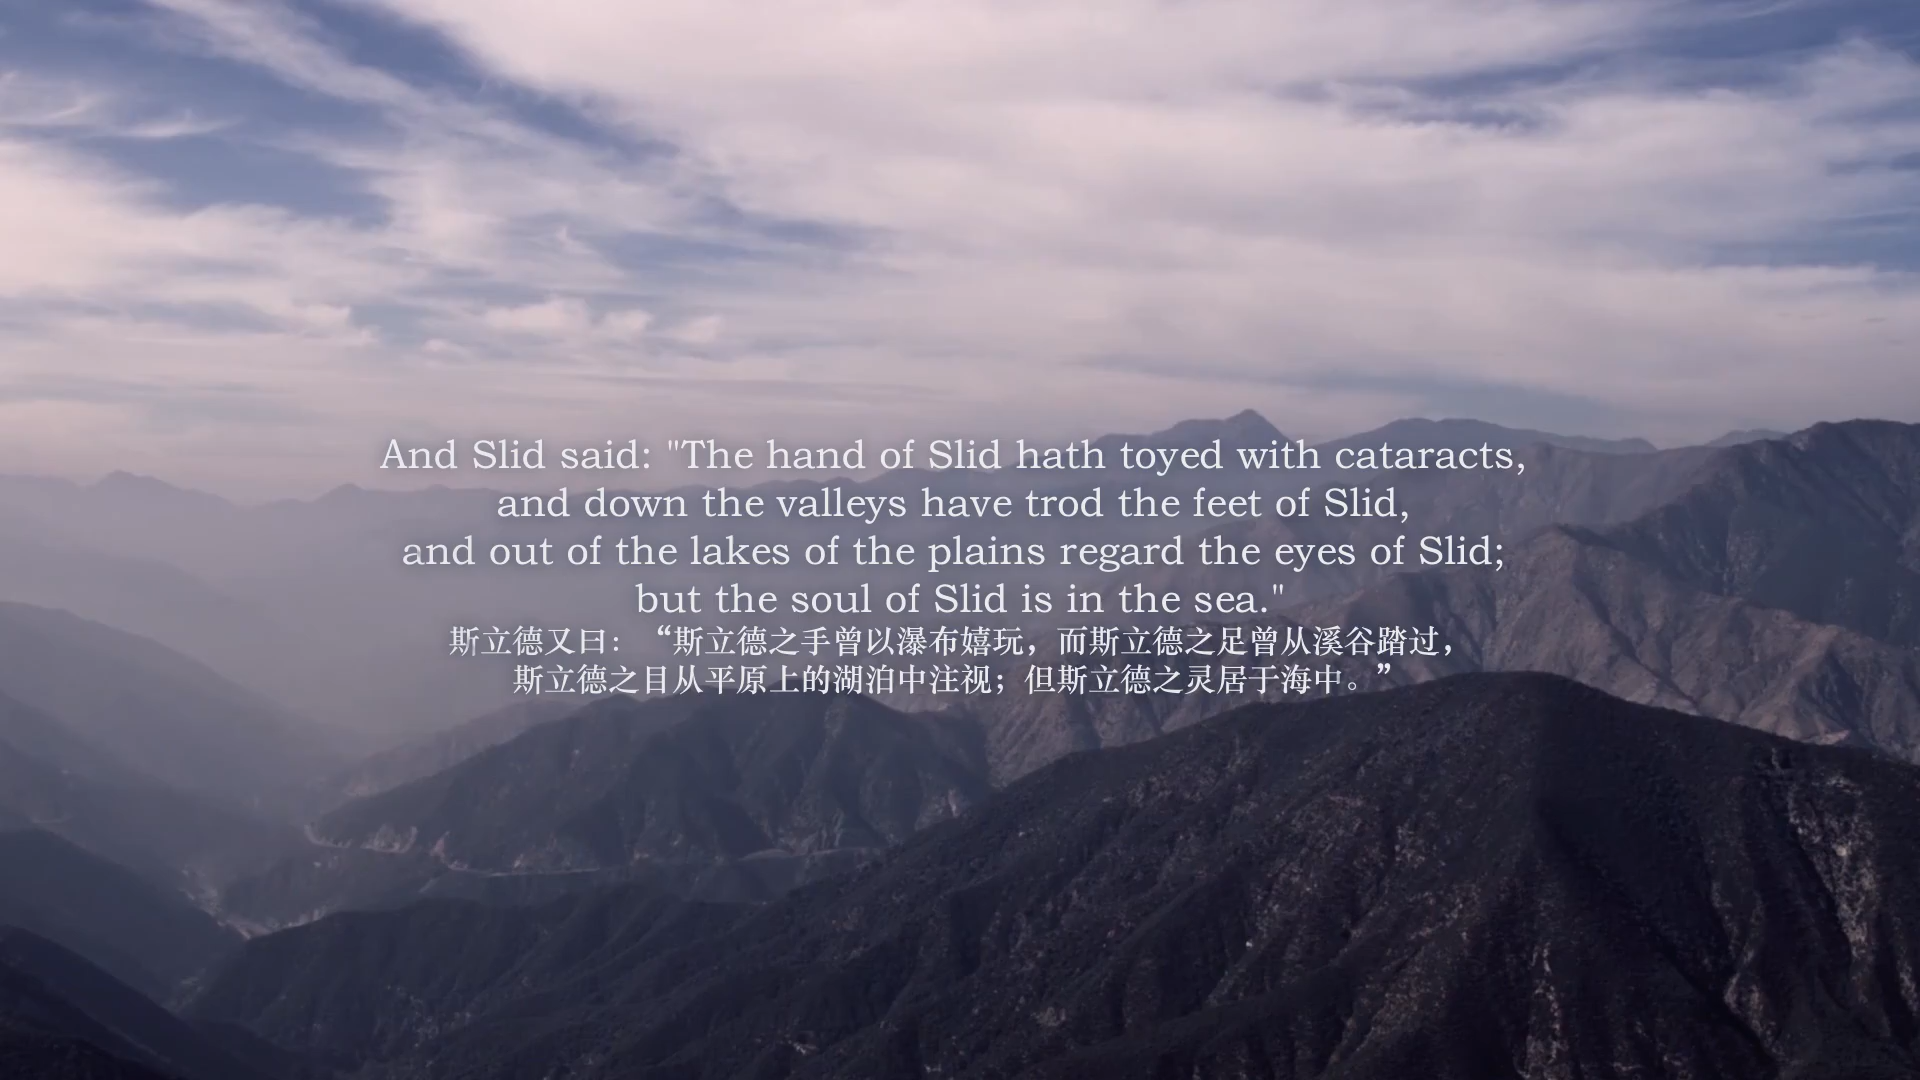 And Slid said: "The hand of Slid hath toyed with cataracts,
and down the valleys have trod the feet of Slid,
and out of the lakes of the plains regard the eyes of Slid;
but the soul of Slid is in the sea."
斯立德又曰：“斯立德之手曾以瀑布嬉玩，而斯立德之足曾从溪谷踏过，
斯立德之目从平原上的湖泊中注视；但斯立德之灵居于海中。”